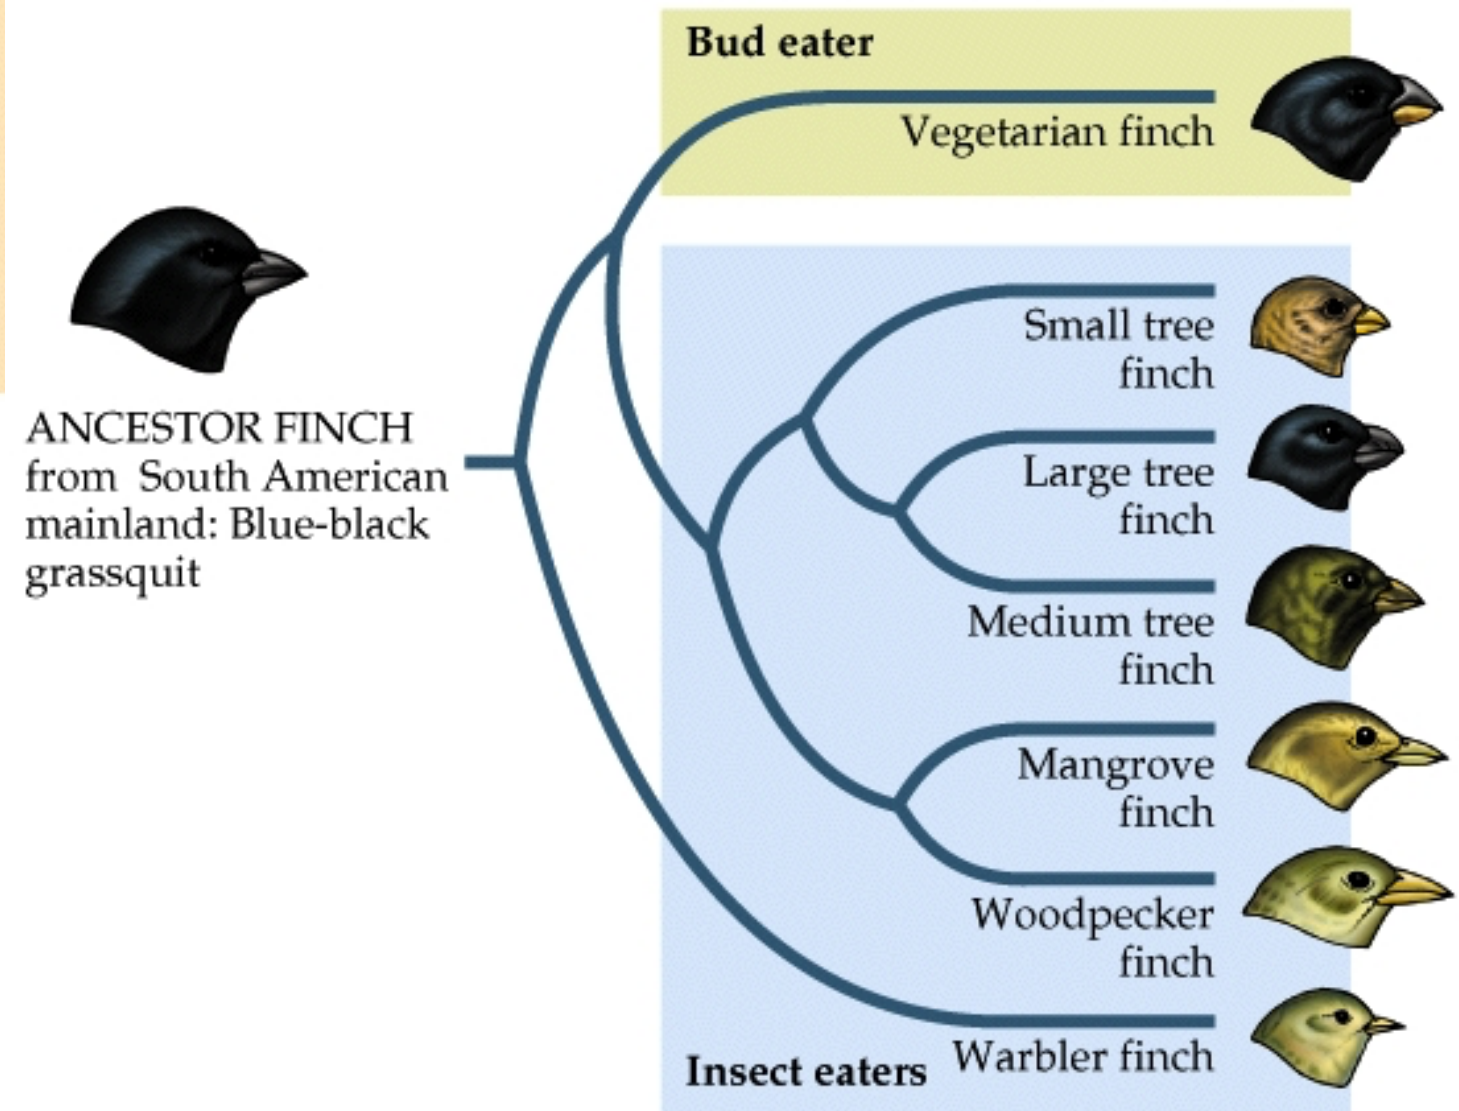 Bud eater
Vegetarian finch
Small tree
finch
ANCESTOR FINCH
from South American
mainland: Blue-black
grassquit
Large tree
finch
Medium tree
finch
Mangrove
finch
Woodpecker
finch
Warbler finch
Insect eaters